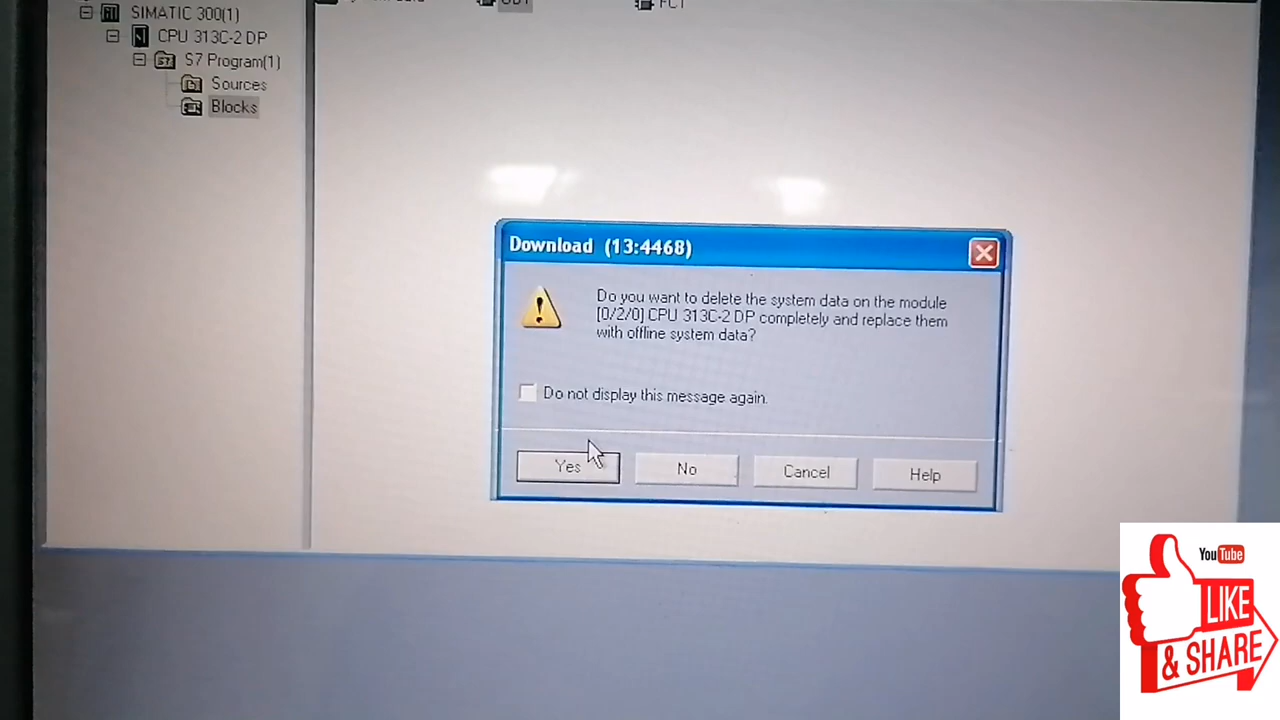 SIMATIC 300(1)
CPU 313C-2 DP
S7 Program(1)
Sources
Blocks
Download (13:4468)
Do you want to delete the system data on the module
[0/2/0] CPU 313C-2 DP completely and replace them
with offline system data?
Do not display this message again.
Yes
No
Cancel
Help
YouTube
LIKE
& SHARE